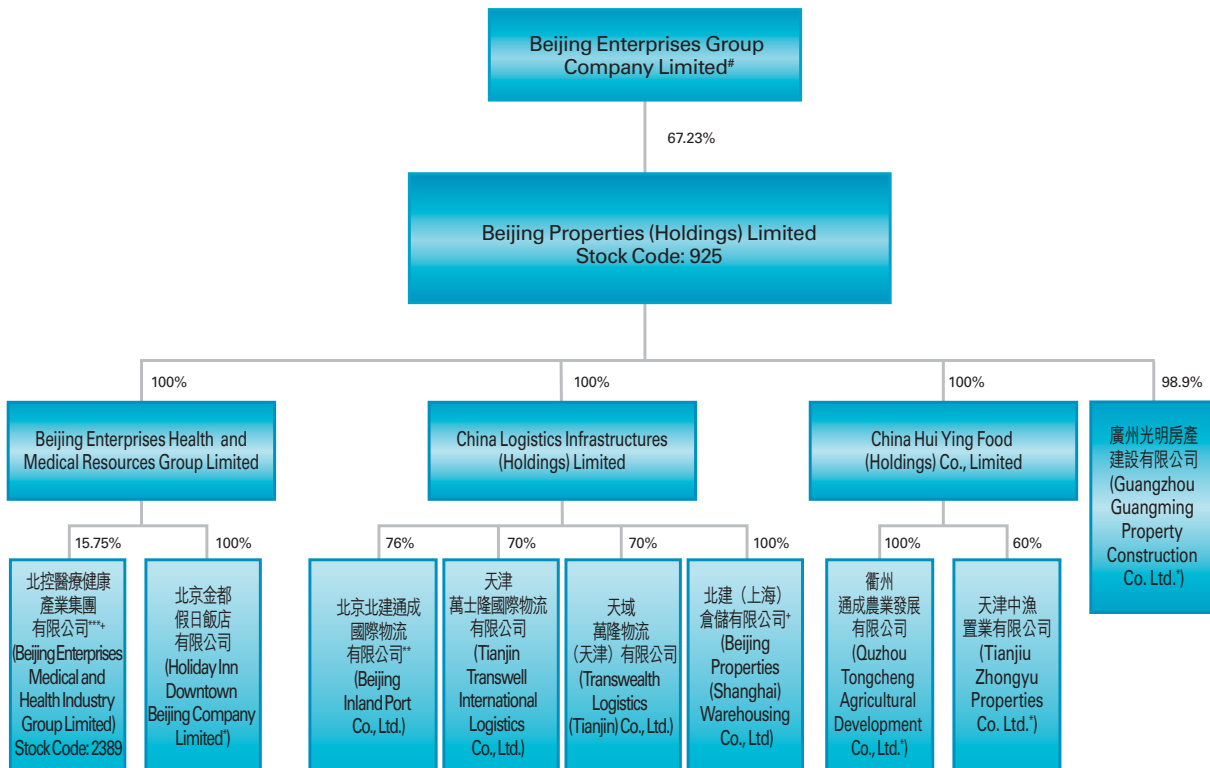 Beijing Enterprises Group
Company Limited#
67.23%
Beijing Properties (Holdings) Limited
Stock Code: 925
100%
100%
100%
98.9%
Beijing Enterprises Health and
Medical Resources Group Limited
China Logistics Infrastructures
(Holdings) Limited
China Hui Ying Food
(Holdings) Co., Limited
廣州光明房產
建設有限公司
(Guangzhou
Guangming
Property
Construction
Co. Ltd.*)
15.75%
100%
76%
70%
70%
100%
100%
60%
北控醫療健康
產業集團
有限公司***+
(Beijing Enterprises
Medical and
Health Industry
Group Limited)
Stock Code: 2389
北京金都
假日飯店
有限公司
(Holiday Inn
Downtown
Beijing Company
Limited*)
北京北建通成
國際物流
有限公司**
(Beijing
Inland Port
Co., Ltd.)
天津
萬士隆國際物流
有限公司
(Tianjin
Transwell
International
Logistics
Co., Ltd.)
天域
萬隆物流
（天津）有限公司
(Transwealth
Logistics
(Tianjin) Co., Ltd.)
北建（上海）
倉儲有限公司+
(Beijing
Properties
(Shanghai)
Warehousing
Co., Ltd)
衢州
通成農業發展
有限公司
(Quzhou
Tongcheng
Agricultural
Development
Co., Ltd.*)
天津中漁
置業有限公司
(Tianjiu
Zhongyu
Properties
Co. Ltd.*)